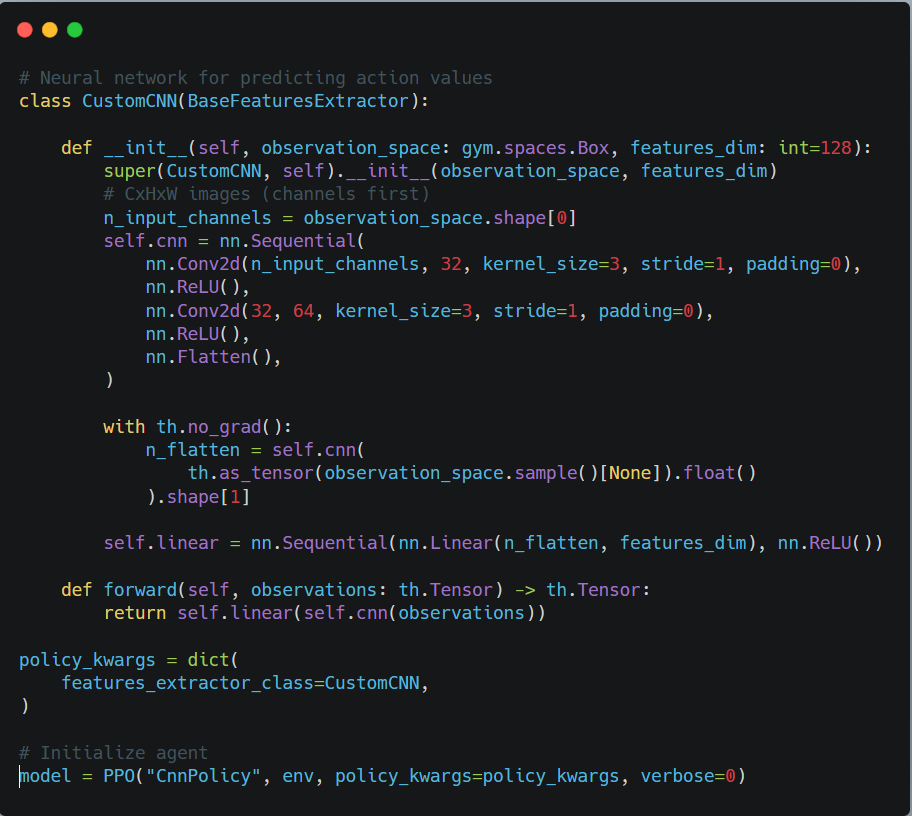 # Neural network for predicting action values
class CustomCNN(BaseFeaturesExtractor):

    def __init__(self, observation_space: gym.spaces.Box, features_dim: int=128):
        super(CustomCNN, self).__init__(observation_space, features_dim)
        # CxHxW images (channels first)
        n_input_channels = observation_space.shape[0]
        self.cnn = nn.Sequential(
            nn.Conv2d(n_input_channels, 32, kernel_size=3, stride=1, padding=0),
            nn.ReLU(),
            nn.Conv2d(32, 64, kernel_size=3, stride=1, padding=0),
            nn.ReLU(),
            nn.Flatten(),
        )

        with th.no_grad():
            n_flatten = self.cnn(
                th.as_tensor(observation_space.sample()[None]).float()
            ).shape[1]

        self.linear = nn.Sequential(nn.Linear(n_flatten, features_dim), nn.ReLU())

    def forward(self, observations: th.Tensor) -> th.Tensor:
        return self.linear(self.cnn(observations))

policy_kwargs = dict(
    features_extractor_class=CustomCNN,
)

# Initialize agent
model = PPO("CnnPolicy", env, policy_kwargs=policy_kwargs, verbose=0)